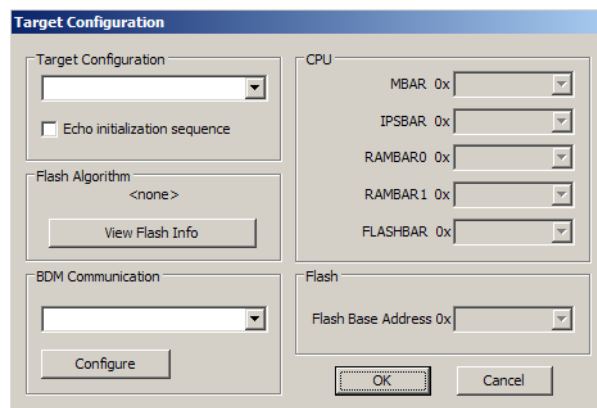 Target Configuration
Target Configuration
Echo initialization sequence
Flash Algorithm
<none>
View Flash Info
BDM Communication
Configure
CPU
MBAR 0x
IPSBAR 0x
RAMBAR0 0x
RAMBAR1 0x
FLASHBAR 0x
Flash
Flash Base Address 0x
OK
Cancel